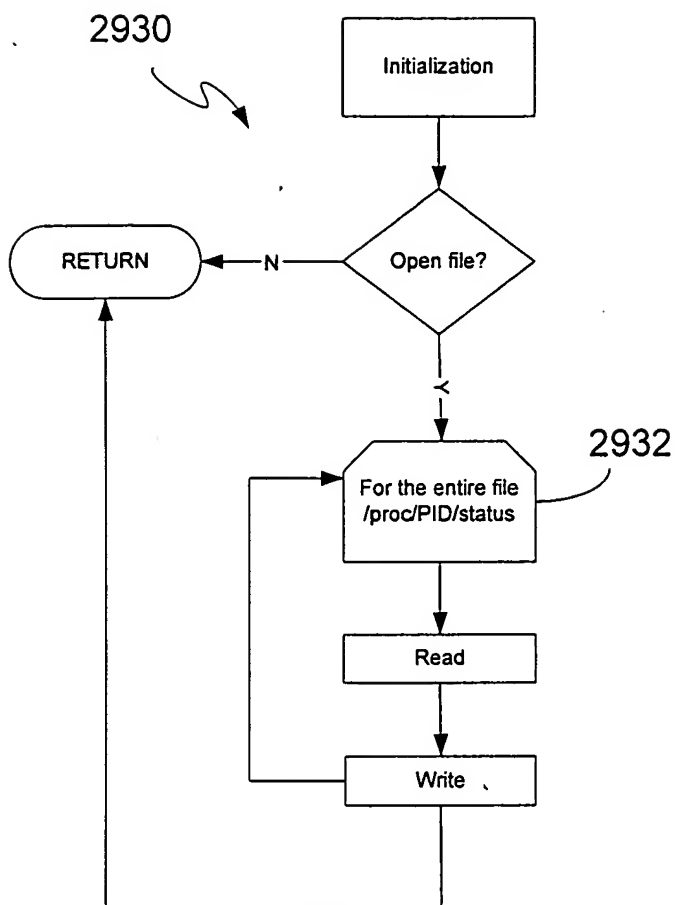 2930
Initialization
RETURN
N
Open file?
Y
2932
For the entire file
/proc/PID/status
Read
Write